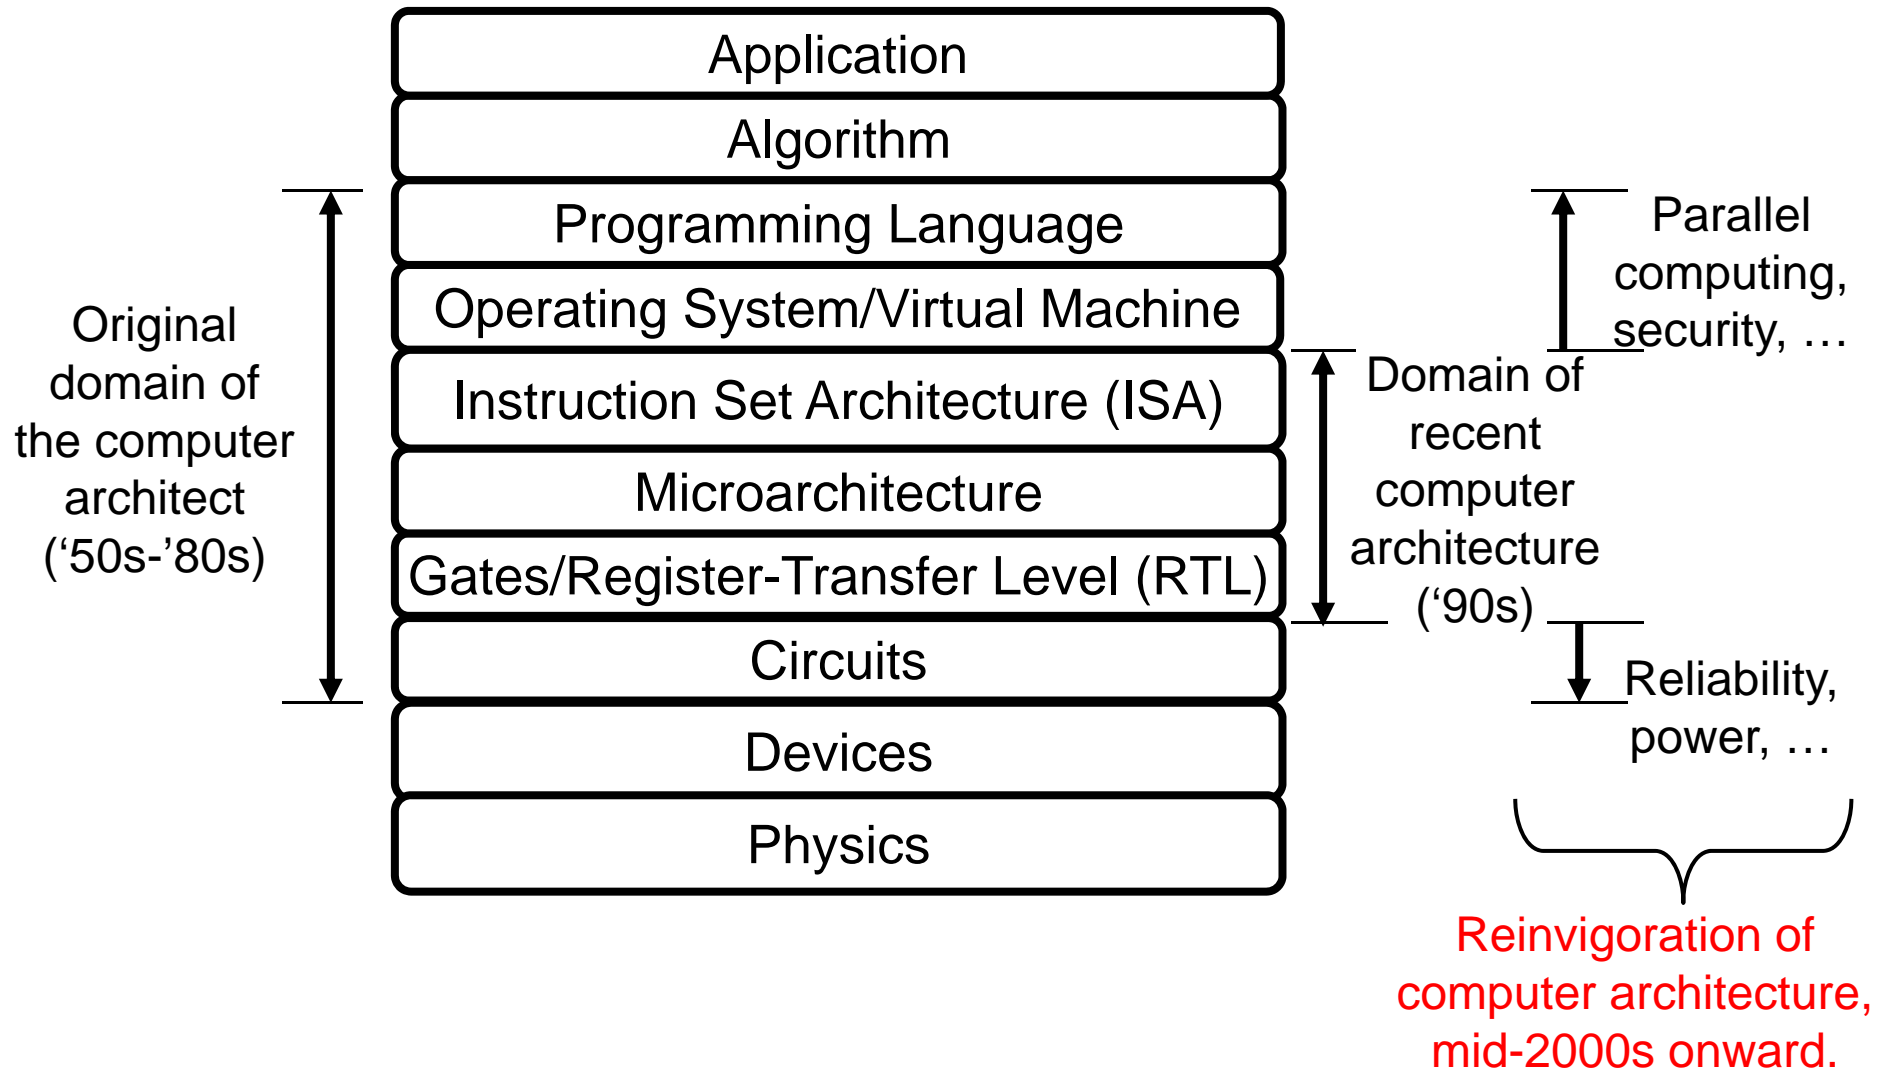 Application
Algorithm
Programming Language
Operating System/Virtual Machine
Instruction Set Architecture (ISA)
Microarchitecture
Gates/Register-Transfer Level (RTL)
Circuits
Devices
Physics
Original
domain of
the computer
architect
(‘50s-’80s)
Domain of
recent
computer
architecture
(‘90s)
Parallel
computing,
security, …
Reliability,
power, …
Reinvigoration of
computer architecture,
mid-2000s onward.